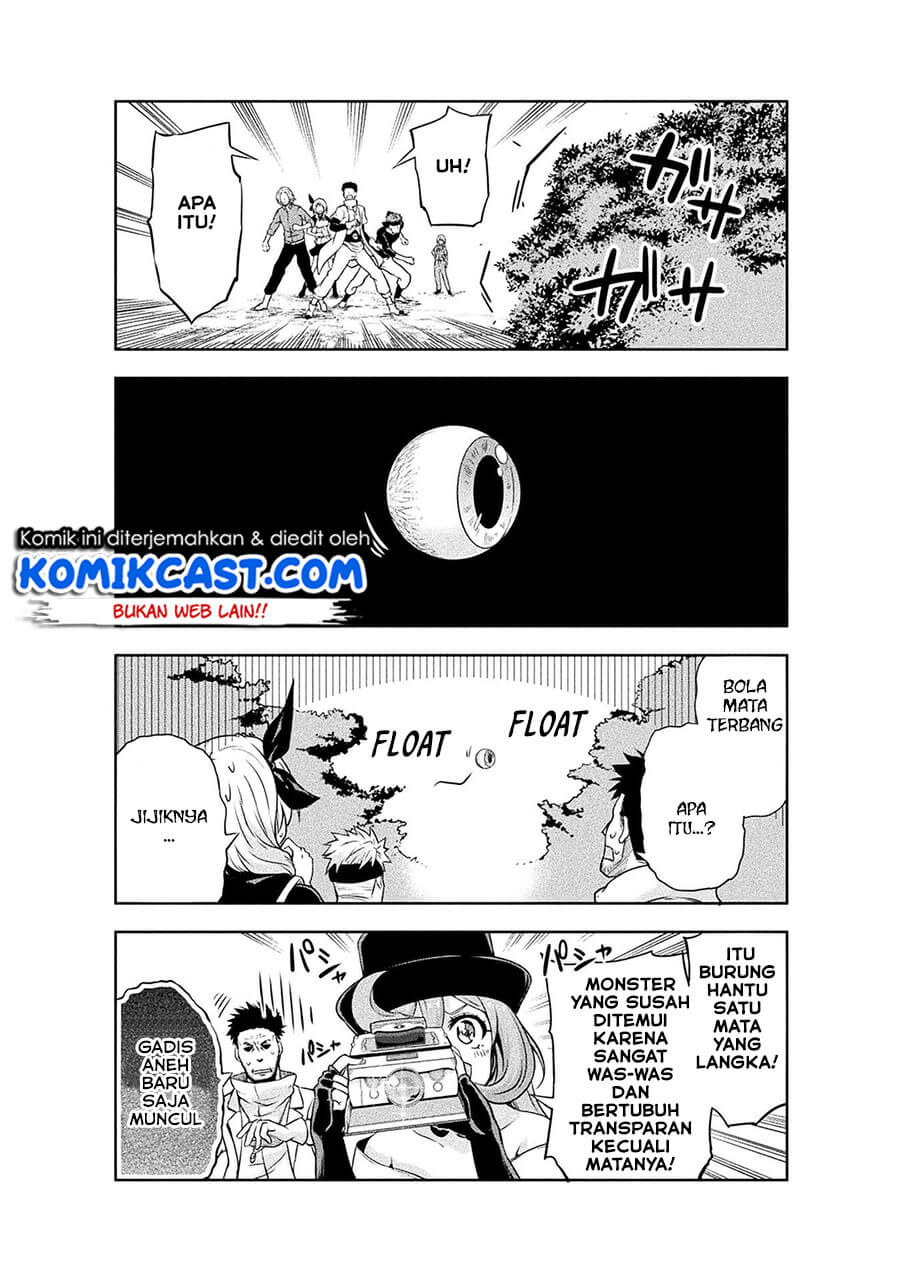 UH!
APA
ITU!
ガサ
ガサ
Komik ini diterjemahkan & diedit oleh
KOMIKCAST.COM
BUKAN WEB LAIN!!
BOLA
MATA
TERBANG
APA
ITU...?
FLOAT
FLOAT
JIJIKNYA
...
ITU
BURUNG
HANTU
SATU
MATA
YANG
LANGKA!
MONSTER
YANG SUSAH
DITEMUI
KARENA
SANGAT
WAS-WAS
DAN
BERTUBUH
TRANSPARAN
KECUALI
MATANYA!
パシャ
パシャ
パシャ
GADIS
ANEH
BARU
SAJA
MUNCUL